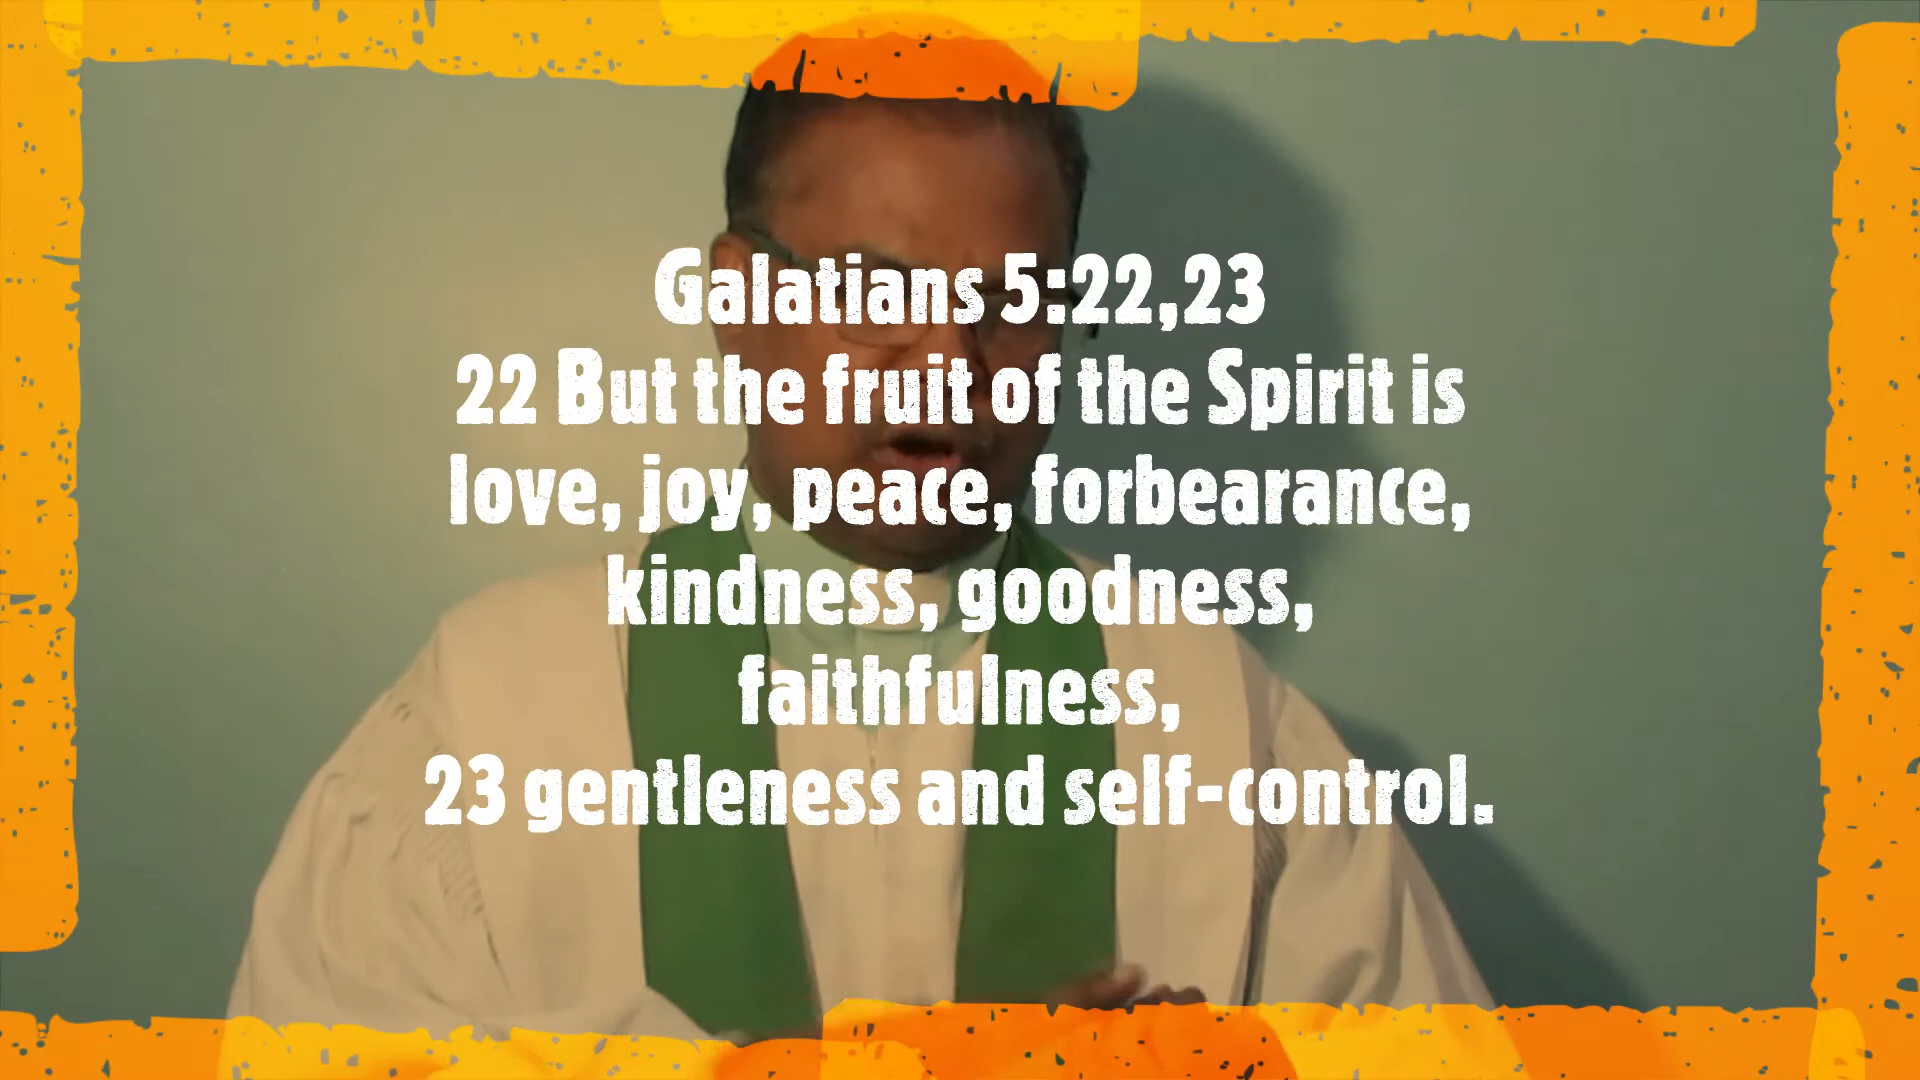 Galatians 5:22,23
22 But the fruit of the Spirit is
love, joy, peace, forbearance,
kindness, goodness,
faithfulness,
23 gentleness and self-control.